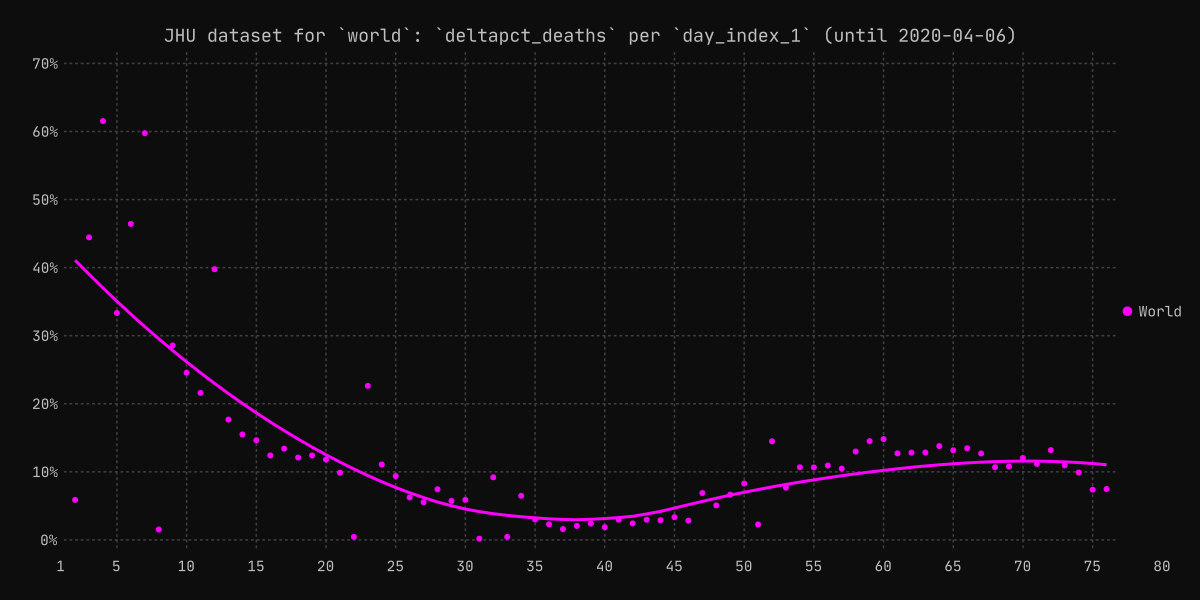 JHU dataset for `world`: `deltapct_deaths` per `day_index_1` (until 2020-04-06)
70%
60%
50%
40%
30%
20%
10%
0%
World
1 5 10 15 20 25 30 35 40 45 50 55 60 65 70 75 80